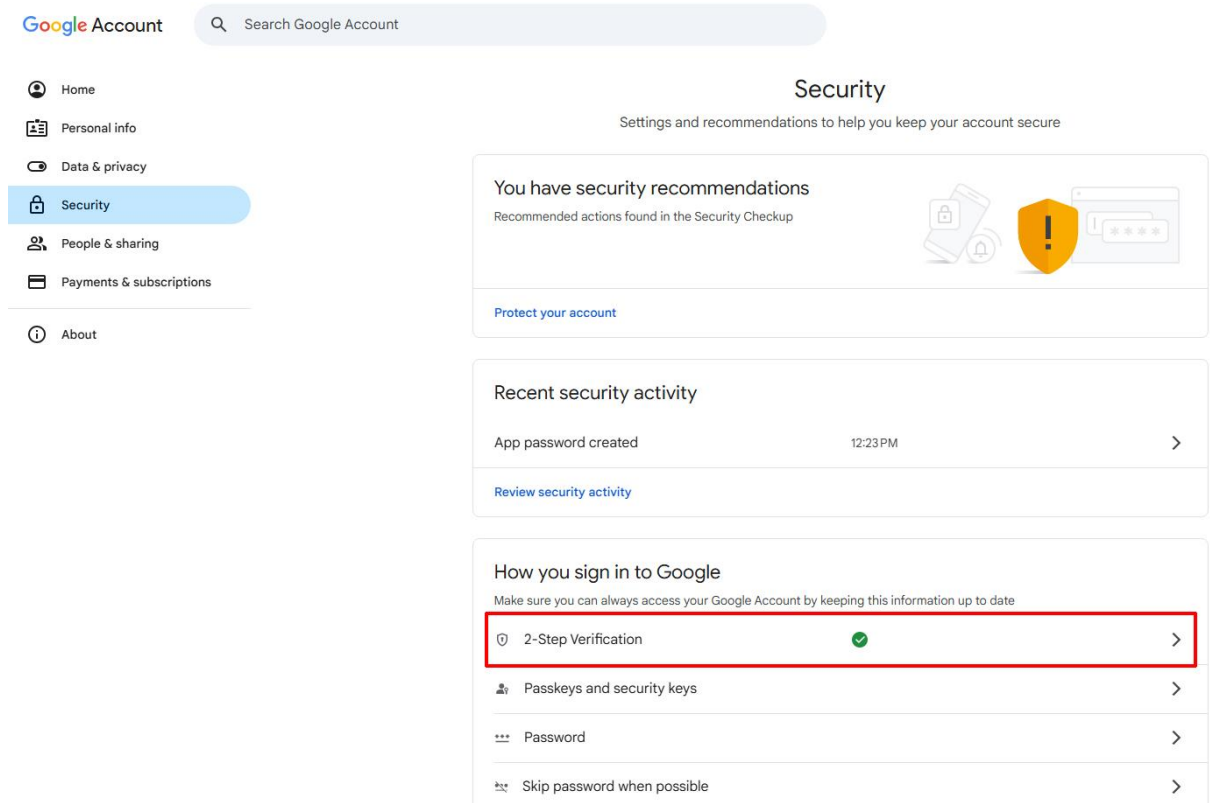 Google Account
Search Google Account
Home
Personal info
Data & privacy
Security
People & sharing
Payments & subscriptions
About
Security
Settings and recommendations to help you keep your account secure
You have security recommendations
Recommended actions found in the Security Checkup
Protect your account
Recent security activity
App password created 12:23 PM
Review security activity
How you sign in to Google
Make sure you can always access your Google Account by keeping this information up to date
2-Step Verification
Passkeys and security keys
Password
Skip password when possible